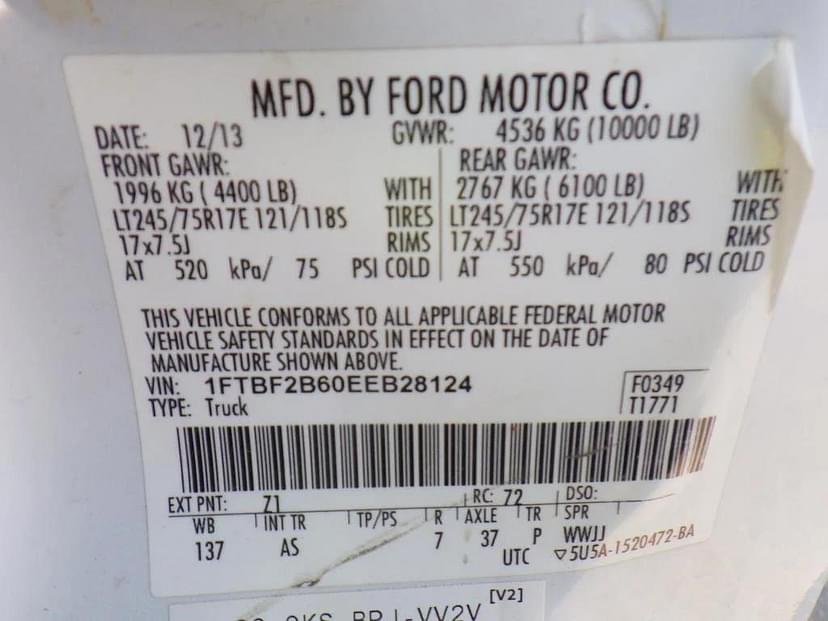 MFD. BY FORD MOTOR CO.
DATE: 12/13 GVWR: 4536 KG (10000 LB)
FRONT GAWR: REAR GAWR:
1996 KG ( 4400 LB) WITH 2767 KG ( 6100 LB) WITH
LT245/75R17E 121/118S TIRES LT245/75R17E 121/118S TIRES
17x7.5J RIMS 17x7.5J RIMS
AT 520 kPa/ 75 PSI COLD AT 550 kPa/ 80 PSI COLD
THIS VEHICLE CONFORMS TO ALL APPLICABLE FEDERAL MOTOR
VEHICLE SAFETY STANDARDS IN EFFECT ON THE DATE OF
MANUFACTURE SHOWN ABOVE.
VIN: 1FTBF2B60EEB28124 F0349
TYPE: Truck T1771
EXT PNT: Z1 RC: 72 DSO:
WB INT TR TP/PS R AXLE TR SPR
137 AS 7 37 P WWJJ
UTC ▽5U5A-1520472-BA
[V2]